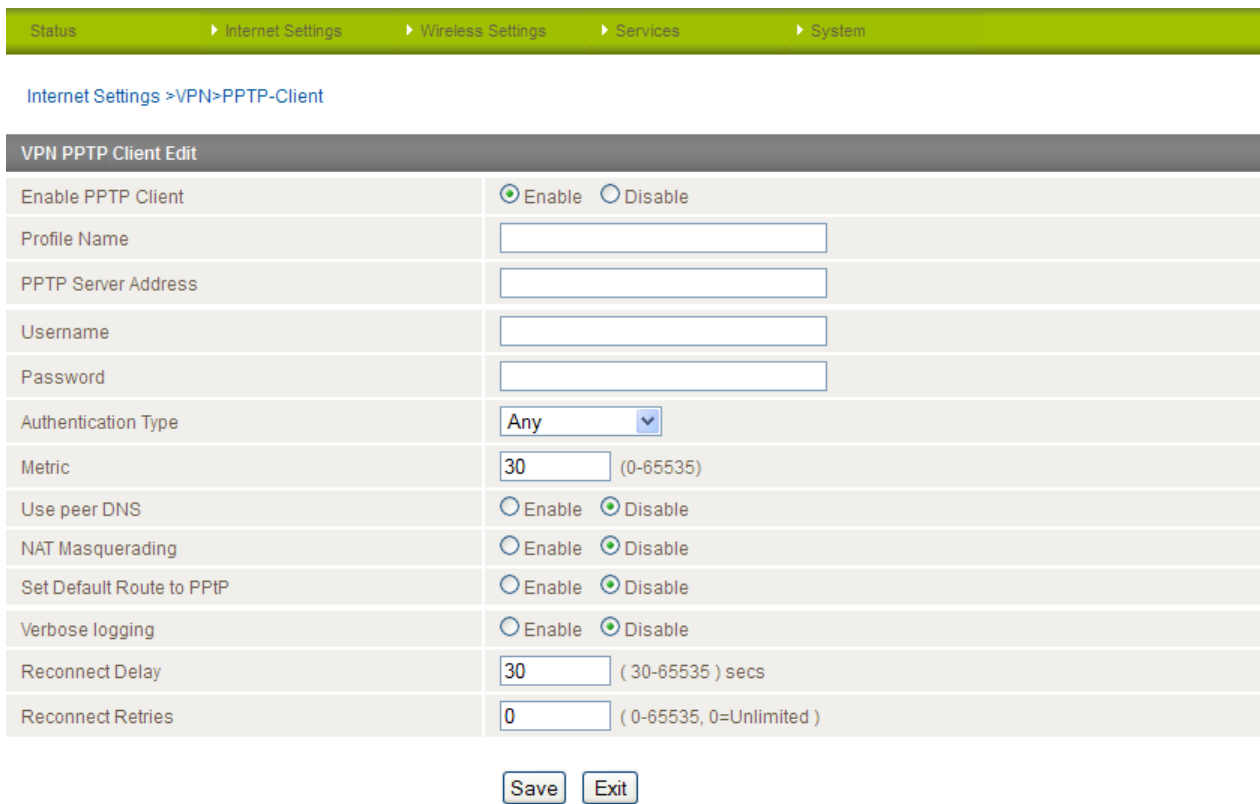 Status Internet Settings Wireless Settings Services System
Internet Settings >VPN>PPTP-Client
VPN PPTP Client Edit
Enable PPTP Client Enable Disable
Profile Name
PPTP Server Address
Username
Password
Authentication Type Any
Metric 30 (0-65535)
Use peer DNS Enable Disable
NAT Masquerading Enable Disable
Set Default Route to PPtP Enable Disable
Verbose logging Enable Disable
Reconnect Delay 30 ( 30-65535 ) secs
Reconnect Retries 0 ( 0-65535, 0=Unlimited )
Save Exit